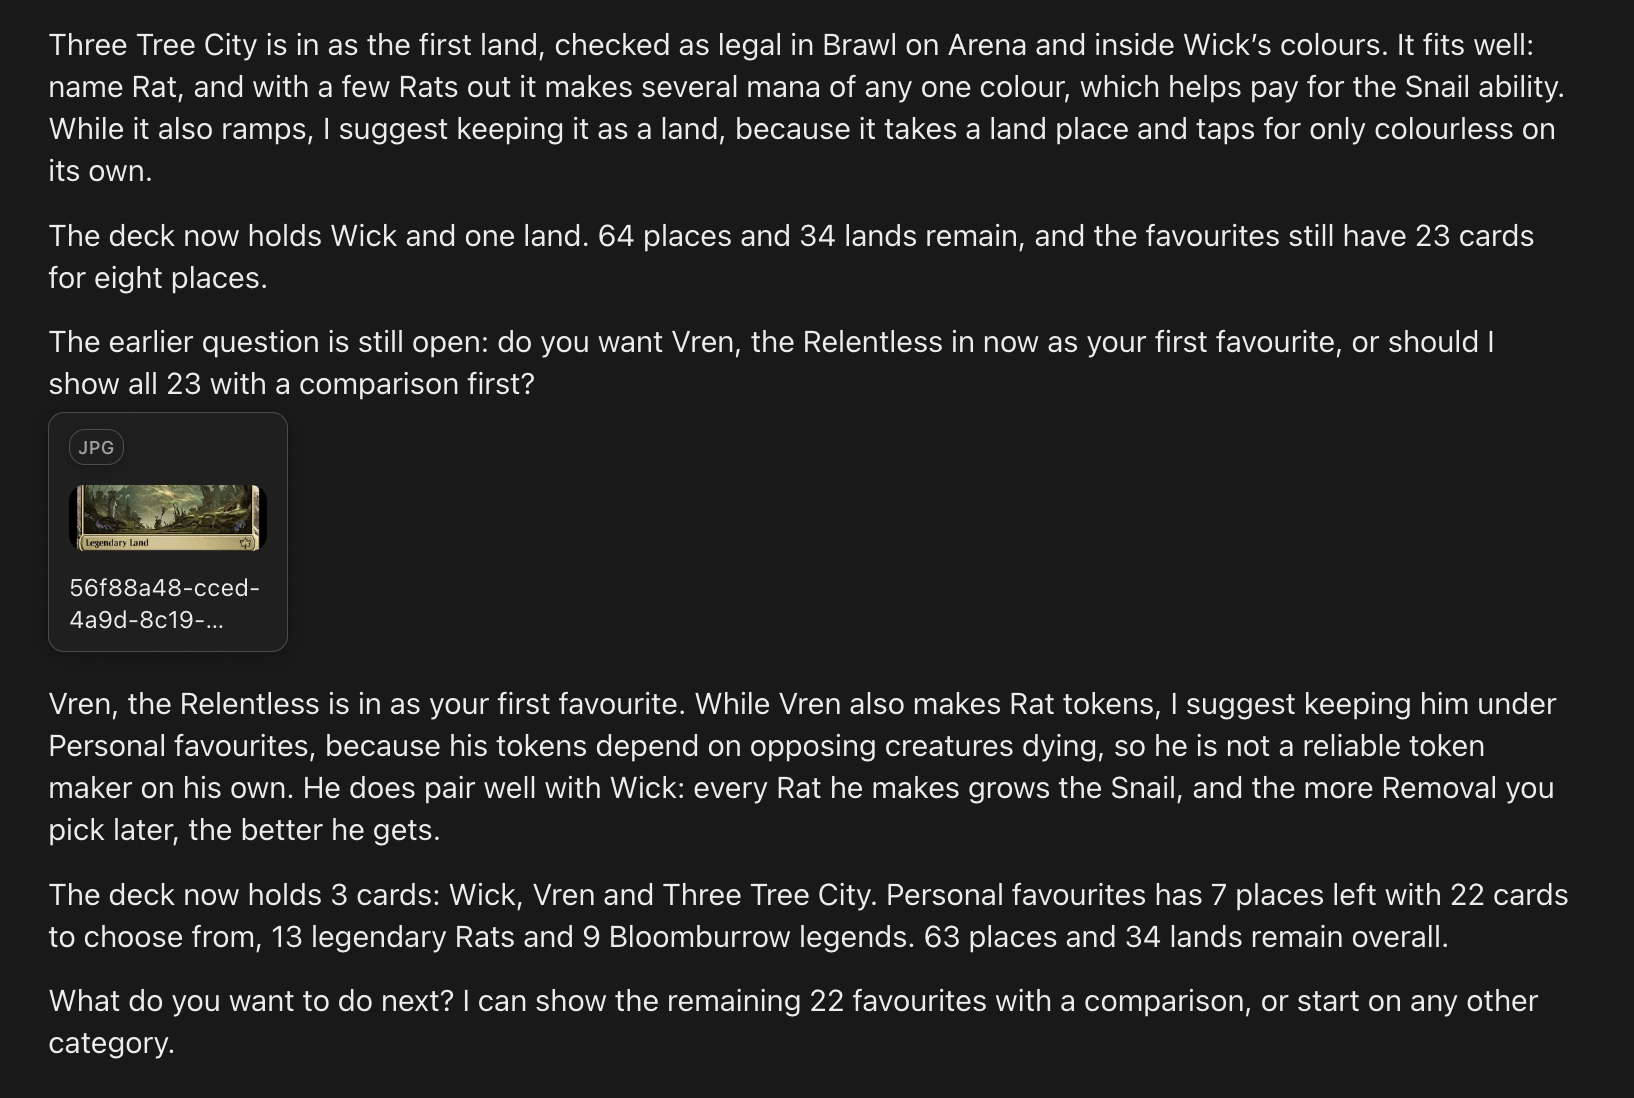 Three Tree City is in as the first land, checked as legal in Brawl on Arena and inside Wick’s colours. It fits well:
name Rat, and with a few Rats out it makes several mana of any one colour, which helps pay for the Snail ability.
While it also ramps, I suggest keeping it as a land, because it takes a land place and taps for only colourless on
its own.
The deck now holds Wick and one land. 64 places and 34 lands remain, and the favourites still have 23 cards
for eight places.
The earlier question is still open: do you want Vren, the Relentless in now as your first favourite, or should I
show all 23 with a comparison first?
JPG
Legendary Land
56f88a48-cced-
4a9d-8c19-...
Vren, the Relentless is in as your first favourite. While Vren also makes Rat tokens, I suggest keeping him under
Personal favourites, because his tokens depend on opposing creatures dying, so he is not a reliable token
maker on his own. He does pair well with Wick: every Rat he makes grows the Snail, and the more Removal you
pick later, the better he gets.
The deck now holds 3 cards: Wick, Vren and Three Tree City. Personal favourites has 7 places left with 22 cards
to choose from, 13 legendary Rats and 9 Bloomburrow legends. 63 places and 34 lands remain overall.
What do you want to do next? I can show the remaining 22 favourites with a comparison, or start on any other
category.